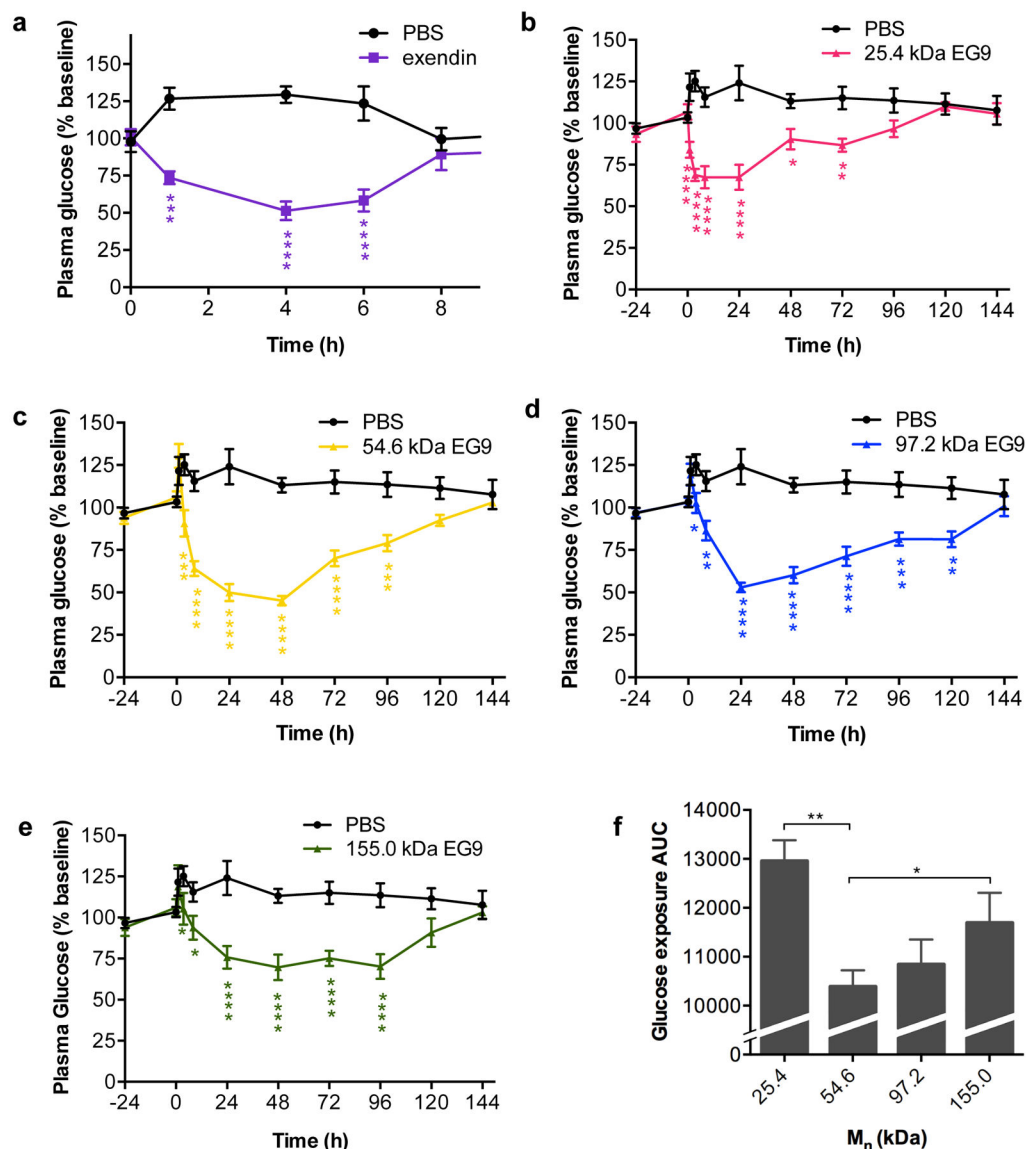 a
PBS
exendin
Plasma glucose (% baseline)
150
125
100
75
50
25
0
***
****
****
0 2 4 6 8
Time (h)
b
PBS
25.4 kDa EG9
Plasma glucose (% baseline)
150
125
100
75
50
25
0
****
****
****
****
*
**
-24 0 24 48 72 96 120 144
Time (h)
c
PBS
54.6 kDa EG9
Plasma glucose (% baseline)
150
125
100
75
50
25
0
***
****
****
****
****
***
-24 0 24 48 72 96 120 144
Time (h)
d
PBS
97.2 kDa EG9
Plasma glucose (% baseline)
150
125
100
75
50
25
0
*
**
****
****
****
***
**
-24 0 24 48 72 96 120 144
Time (h)
e
PBS
155.0 kDa EG9
Plasma Glucose (% baseline)
150
125
100
75
50
25
0
*
*
****
****
****
****
-24 0 24 48 72 96 120 144
Time (h)
f
Glucose exposure AUC
14000
13000
12000
11000
10000
0
**
*
25.4 54.6 97.2 155.0
Mn (kDa)